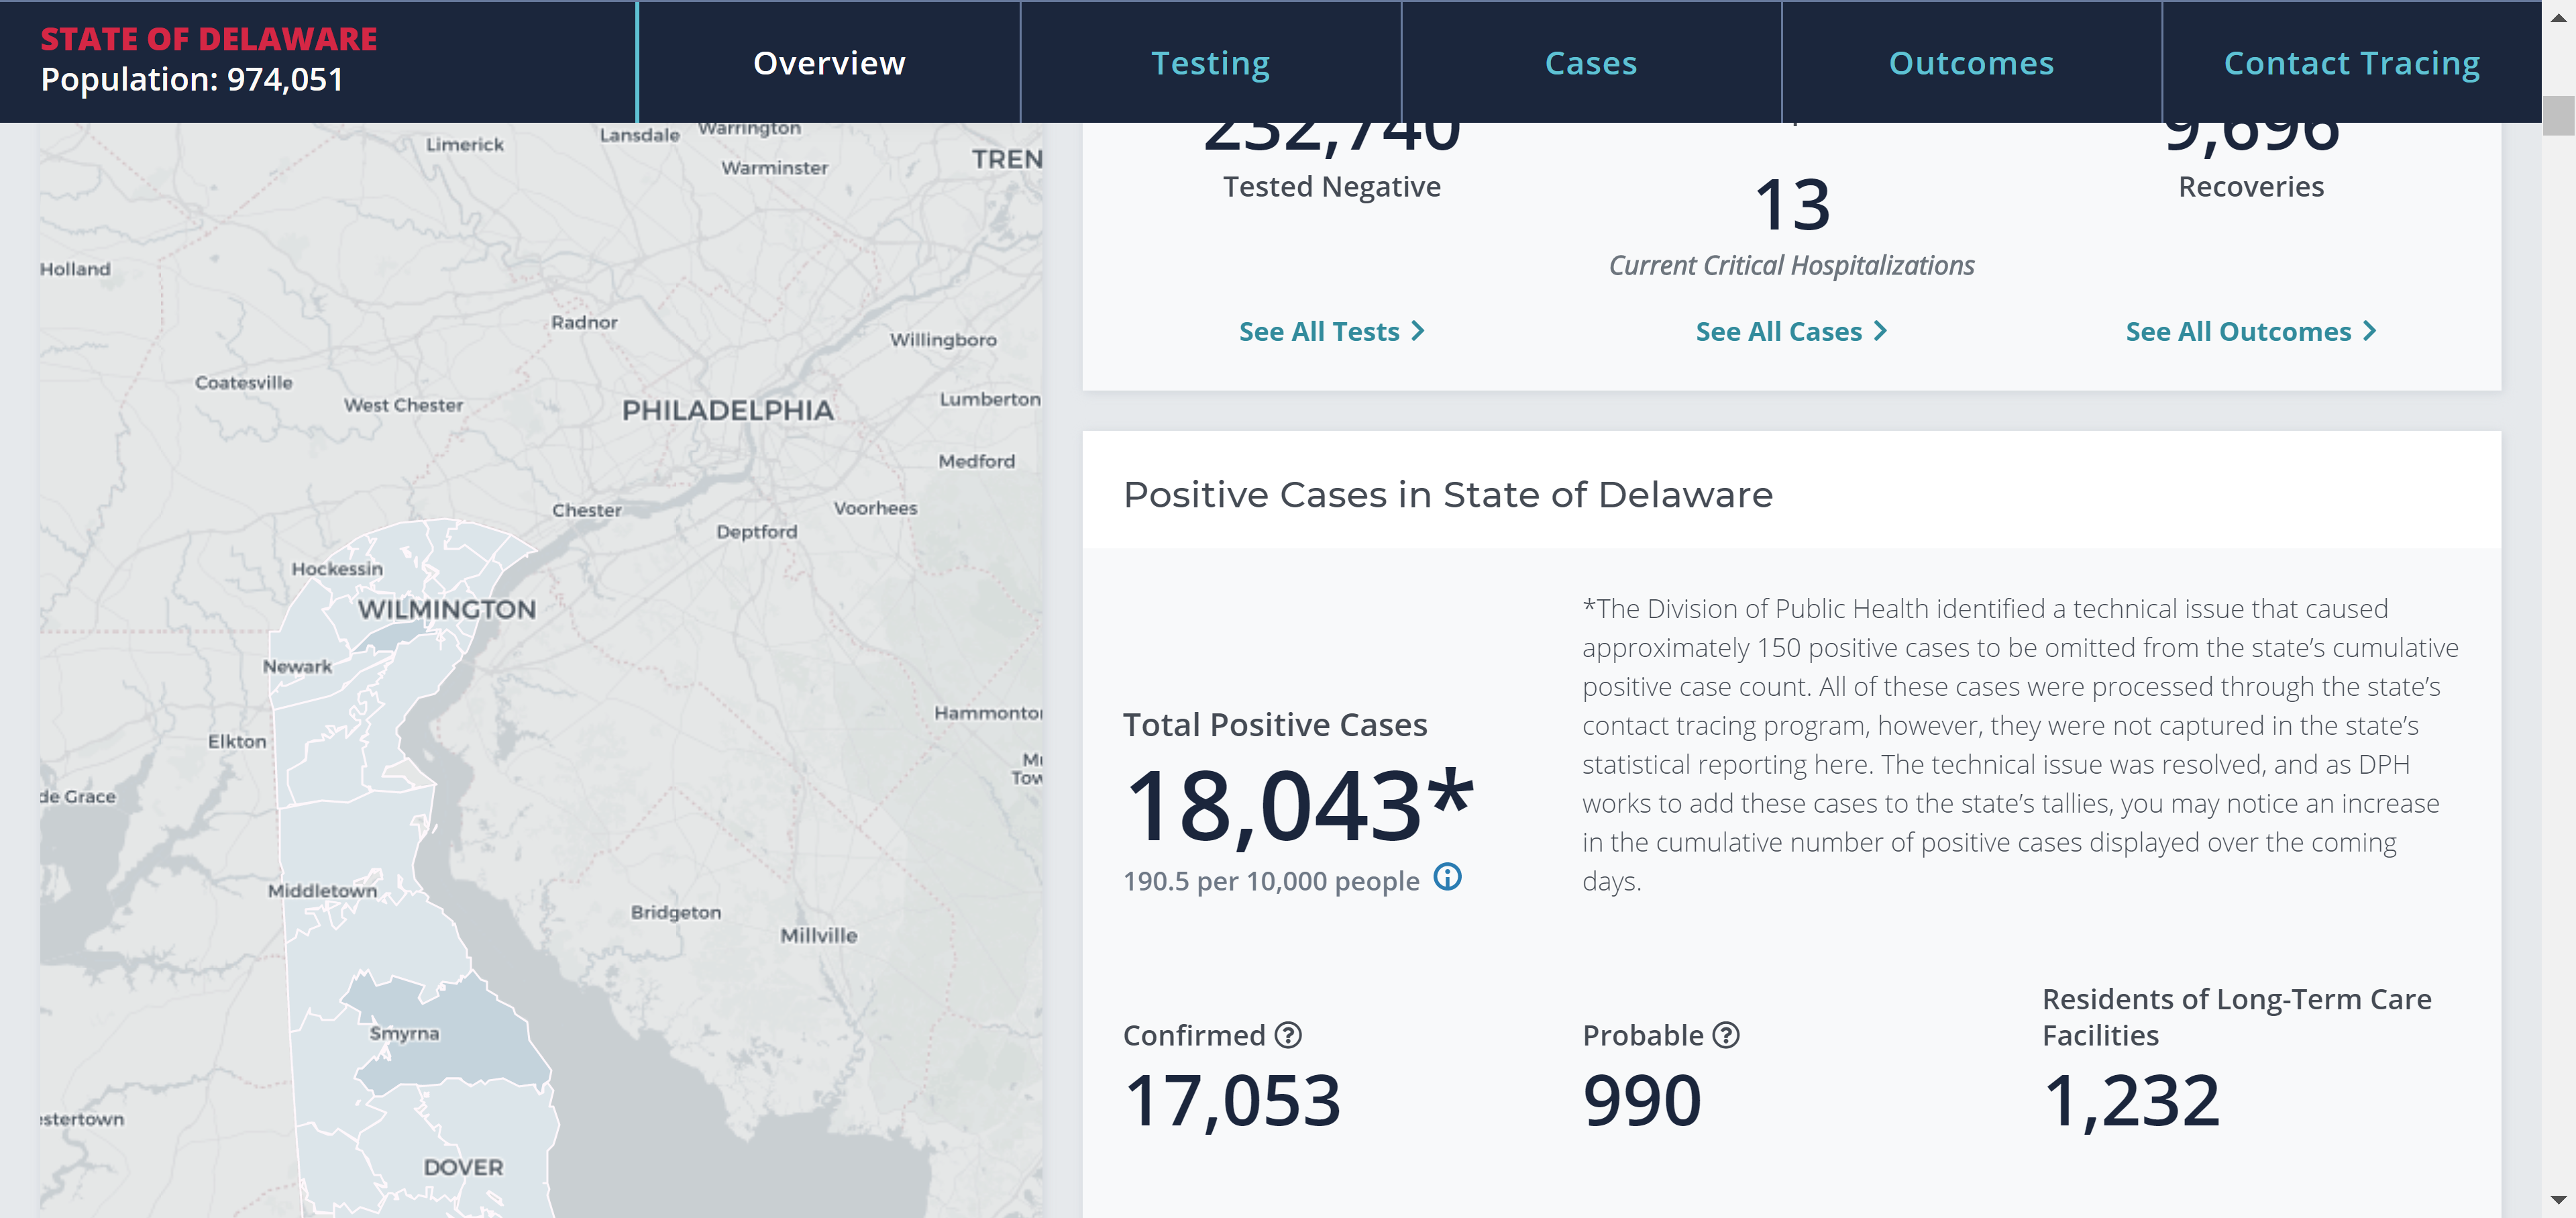 STATE OF DELAWARE
Population: 974,051
Overview
Testing
Cases
Outcomes
Contact Tracing
Limerick
Lansdale
Warrington
Warminster
TREN
Holland
Radnor
Willingboro
Coatesville
West Chester
PHILADELPHIA
Lumberton
Medford
Chester
Deptford
Voorhees
Hockessin
WILMINGTON
Newark
Elkton
Hammonto
de Grace
Tow
Middletown
Bridgeton
Millville
Smyrna
stertown
DOVER
232,740
Tested Negative
13
Current Critical Hospitalizations
9,696
Recoveries
See All Tests
See All Cases
See All Outcomes
Positive Cases in State of Delaware
Total Positive Cases
18,043*
190.5 per 10,000 people
*The Division of Public Health identified a technical issue that caused
approximately 150 positive cases to be omitted from the state’s cumulative
positive case count. All of these cases were processed through the state’s
contact tracing program, however, they were not captured in the state’s
statistical reporting here. The technical issue was resolved, and as DPH
works to add these cases to the state’s tallies, you may notice an increase
in the cumulative number of positive cases displayed over the coming
days.
Confirmed ?
17,053
Probable ?
990
Residents of Long-Term Care
Facilities
1,232